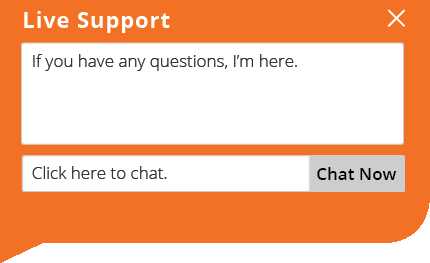 Live Support
If you have any questions, I’m here.
Click here to chat.
Chat Now